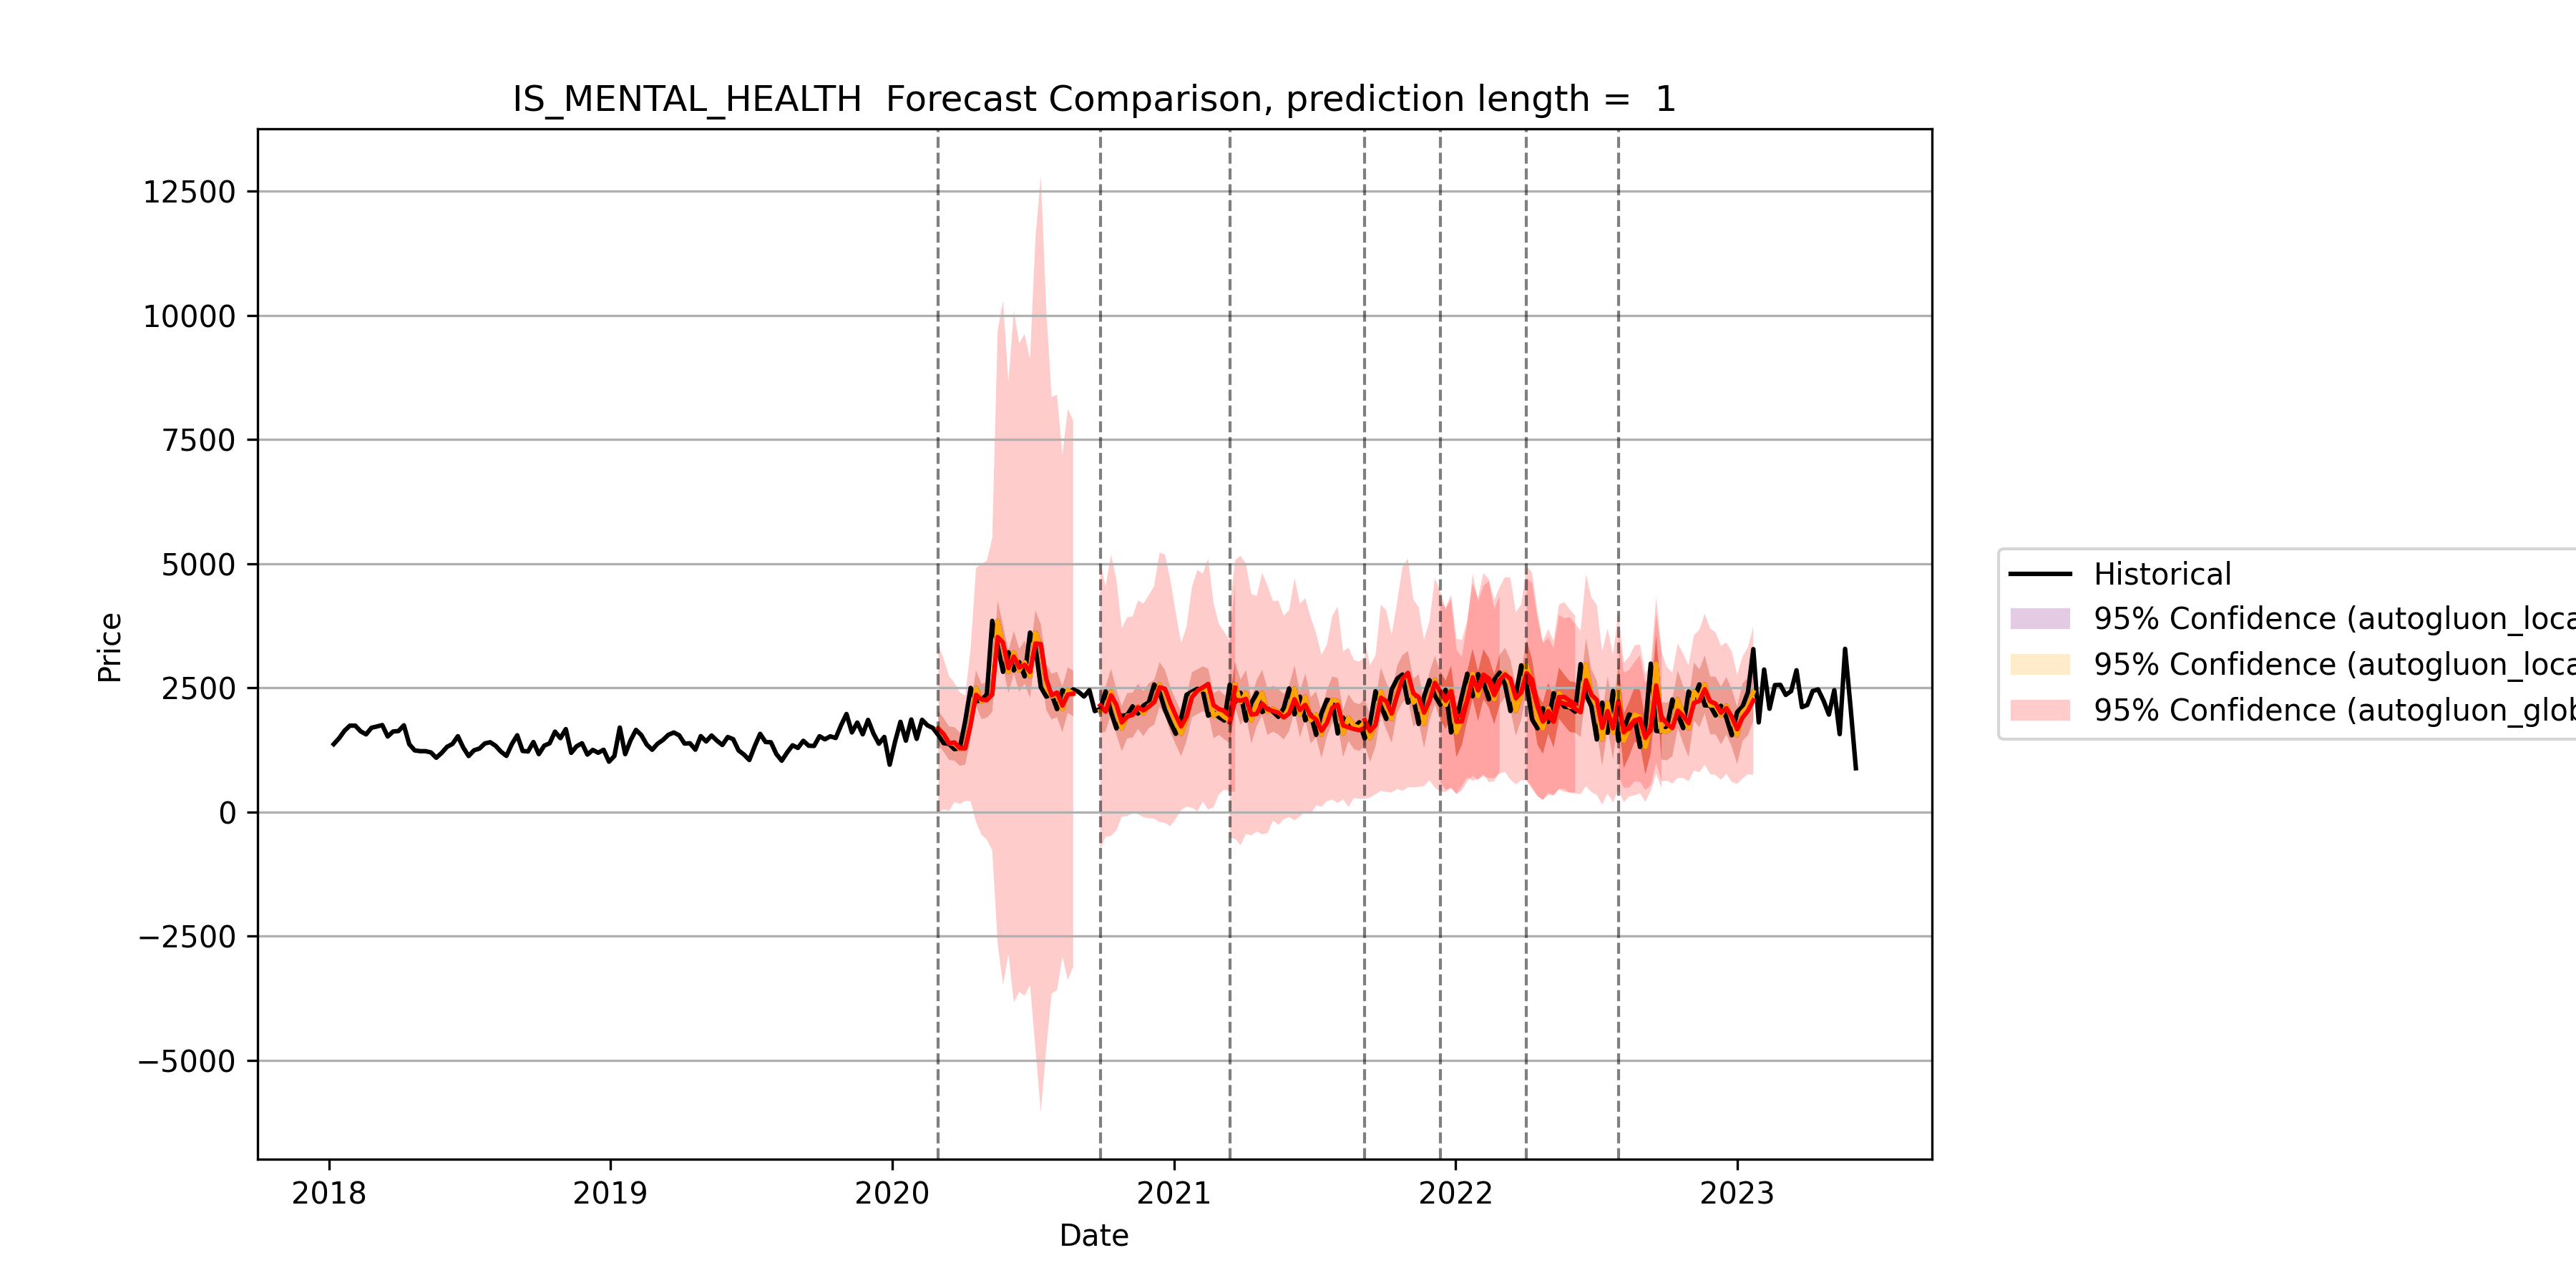 IS_MENTAL_HEALTH  Forecast Comparison, prediction length =  1
12500
10000
7500
5000
2500
0
−2500
−5000
Price
2018 2019 2020 2021 2022 2023
Date
Historical
95% Confidence (autogluon_loca
95% Confidence (autogluon_loca
95% Confidence (autogluon_glob